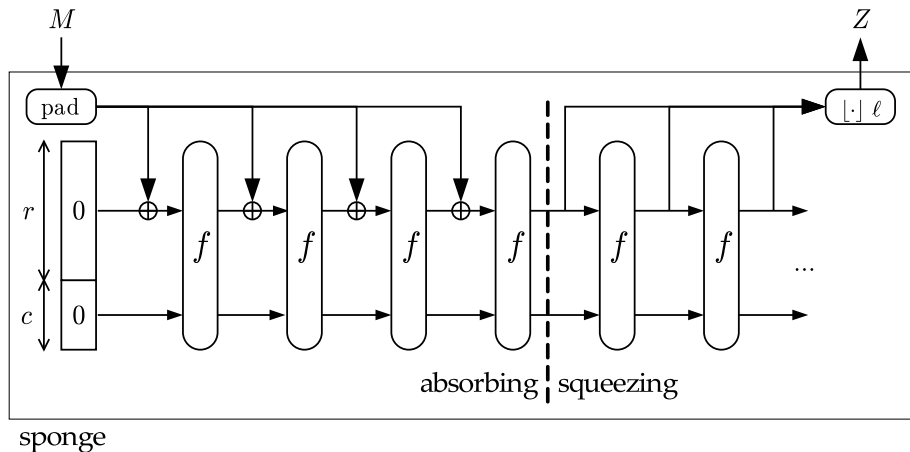 M Z
pad ⌊·⌋ ℓ
r 0 ⊕ ⊕ ⊕ ⊕
f f f f f f
...
c 0
absorbing squeezing
sponge